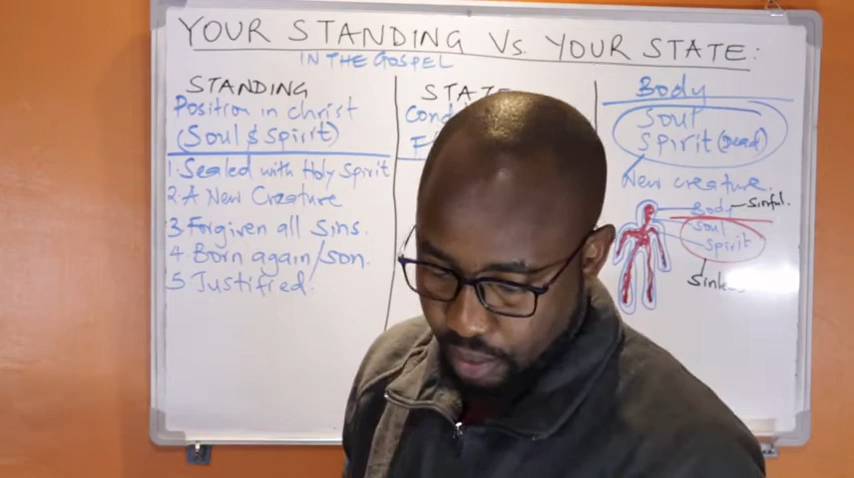 YOUR STANDING Vs. YOUR STATE:
IN THE GOSPEL
STANDING
Position in Christ
(Soul & Spirit)
1. Sealed with Holy Spirit
2. A New Creature
3 Forgiven all Sins.
4 Born again/son.
5. Justified.
STATE
Body
Soul
Spirit (Dead)
New creature.
Body
Sinful.
Soul
Spirit